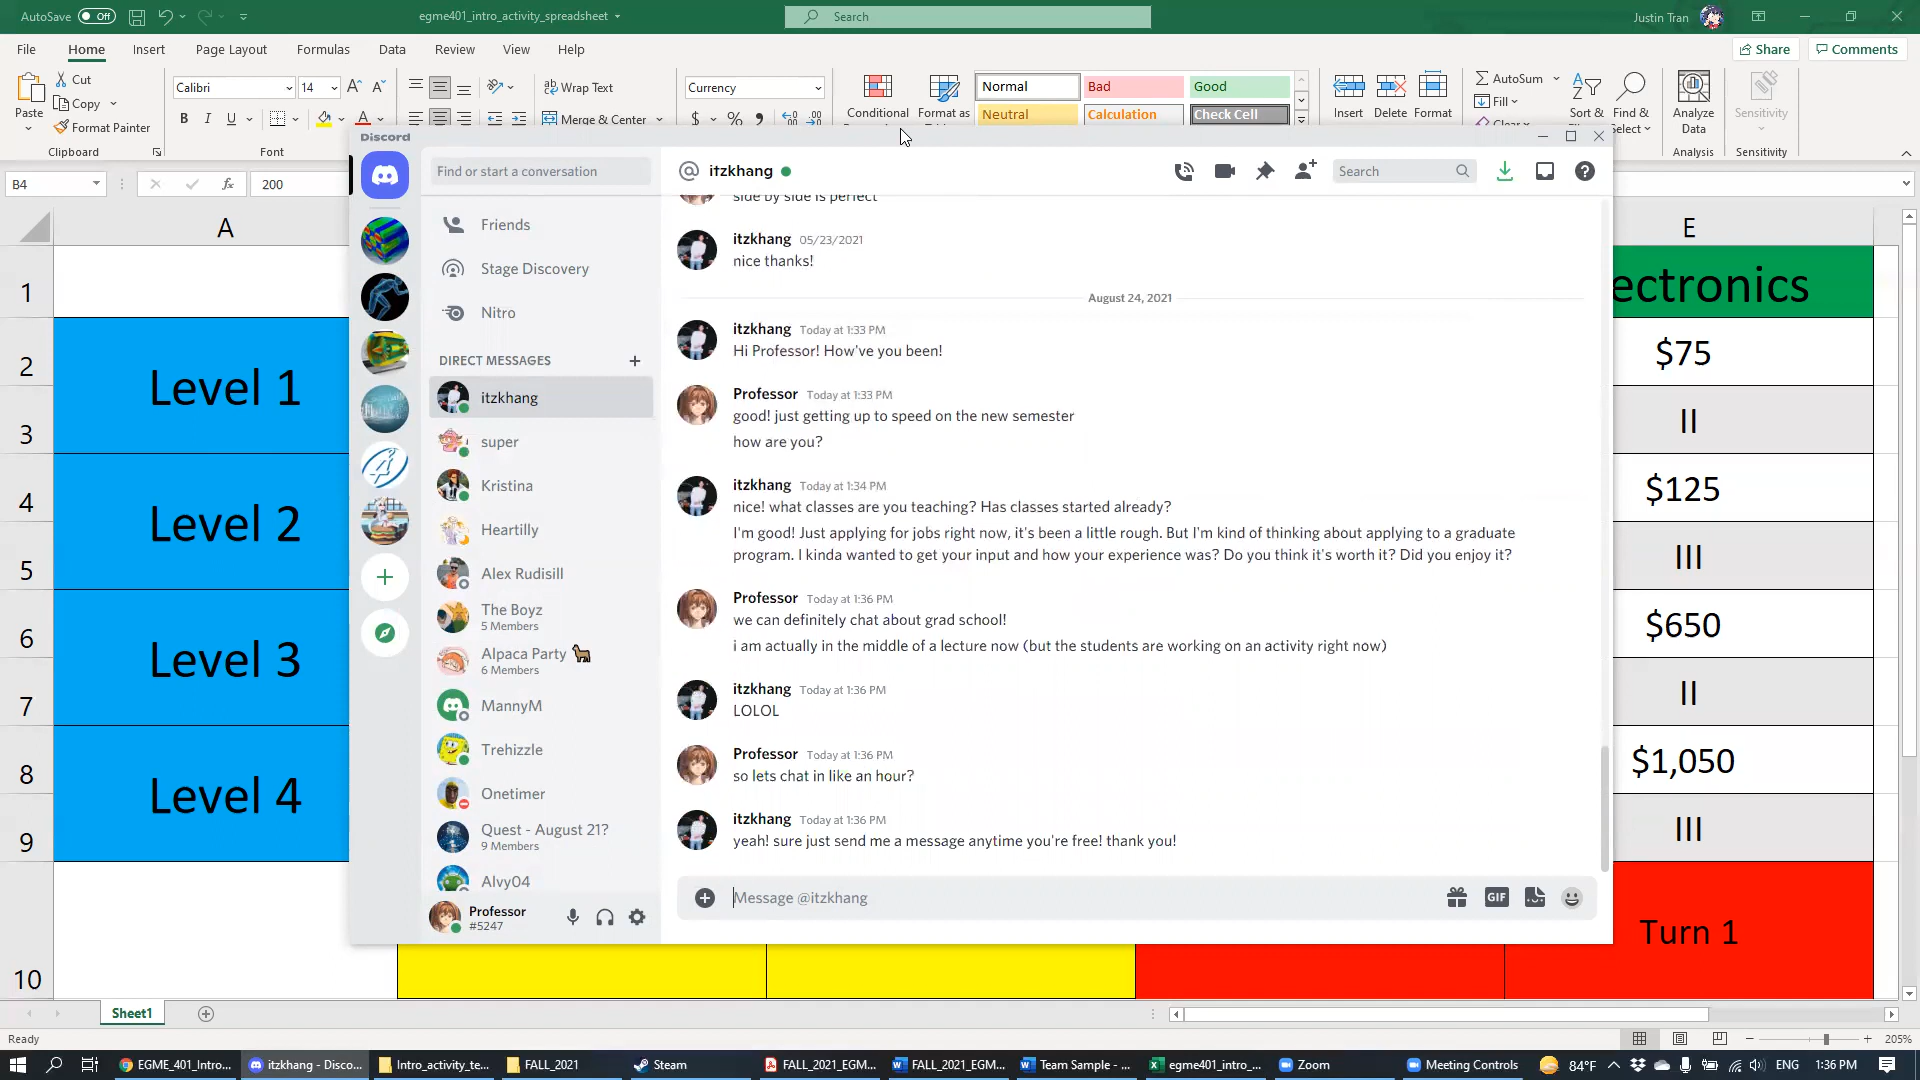 AutoSave Off
egme401_intro_activity_spreadsheet
Search
Justin Tran
File Home Insert Page Layout Formulas Data Review View Help
Share Comments
Paste
Cut
Copy
Format Painter
Clipboard
Calibri 14
B I U
Font
Wrap Text
Merge & Center
Currency
$ % 9
Conditional
Format as
Normal Bad Good
Neutral Calculation Check Cell
Insert Delete Format
AutoSum
Fill
Clear
Sort &
Find &
Select
Analyze
Data
Analysis
Sensitivity
Sensitivity
B4
fx
200
A
E
1
2
3
4
5
6
7
8
9
10
Level 1
Level 2
Level 3
Level 4
ectronics
$75
II
$125
III
$650
II
$1,050
III
Turn 1
Discord
Find or start a conversation
Friends
Stage Discovery
Nitro
DIRECT MESSAGES
itzkhang
super
Kristina
Heartilly
Alex Rudisill
The Boyz
5 Members
Alpaca Party
6 Members
MannyM
Trehizzle
Onetimer
Quest - August 21?
9 Members
Alvy04
Professor
#5247
@ itzkhang
Search
side by side is perfect
itzkhang 05/23/2021
nice thanks!
August 24, 2021
itzkhang Today at 1:33 PM
Hi Professor! How've you been!
Professor Today at 1:33 PM
good! just getting up to speed on the new semester
how are you?
itzkhang Today at 1:34 PM
nice! what classes are you teaching? Has classes started already?
I'm good! Just applying for jobs right now, it's been a little rough. But I'm kind of thinking about applying to a graduate
program. I kinda wanted to get your input and how your experience was? Do you think it's worth it? Did you enjoy it?
Professor Today at 1:36 PM
we can definitely chat about grad school!
i am actually in the middle of a lecture now (but the students are working on an activity right now)
itzkhang Today at 1:36 PM
LOLOL
Professor Today at 1:36 PM
so lets chat in like an hour?
itzkhang Today at 1:36 PM
yeah! sure just send me a message anytime you're free! thank you!
Message @itzkhang
GIF
Sheet1
Ready
205%
EGME_401_Intro...
itzkhang - Disco...
Intro_activity_te...
FALL_2021
Steam
FALL_2021_EGM...
FALL_2021_EGM...
Team Sample - ...
egme401_intro_...
Zoom
Meeting Controls
84°F
ENG
1:36 PM